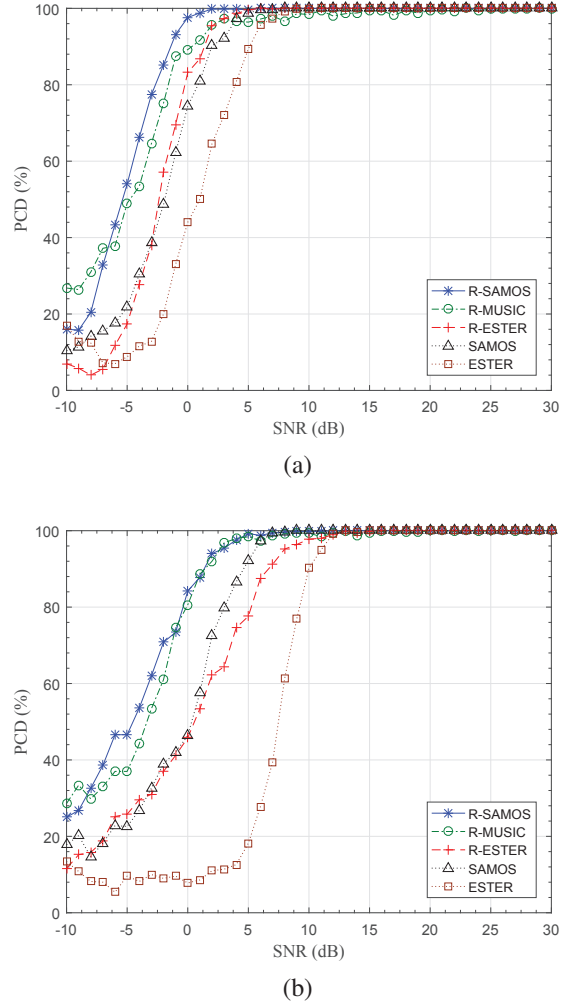 100
80
60
40
20
0
PCD (%)
-10 -5 0 5 10 15 20 25 30
SNR (dB)
R-SAMOS
R-MUSIC
R-ESTER
SAMOS
ESTER
(a)
100
80
60
40
20
0
PCD (%)
-10 -5 0 5 10 15 20 25 30
SNR (dB)
R-SAMOS
R-MUSIC
R-ESTER
SAMOS
ESTER
(b)